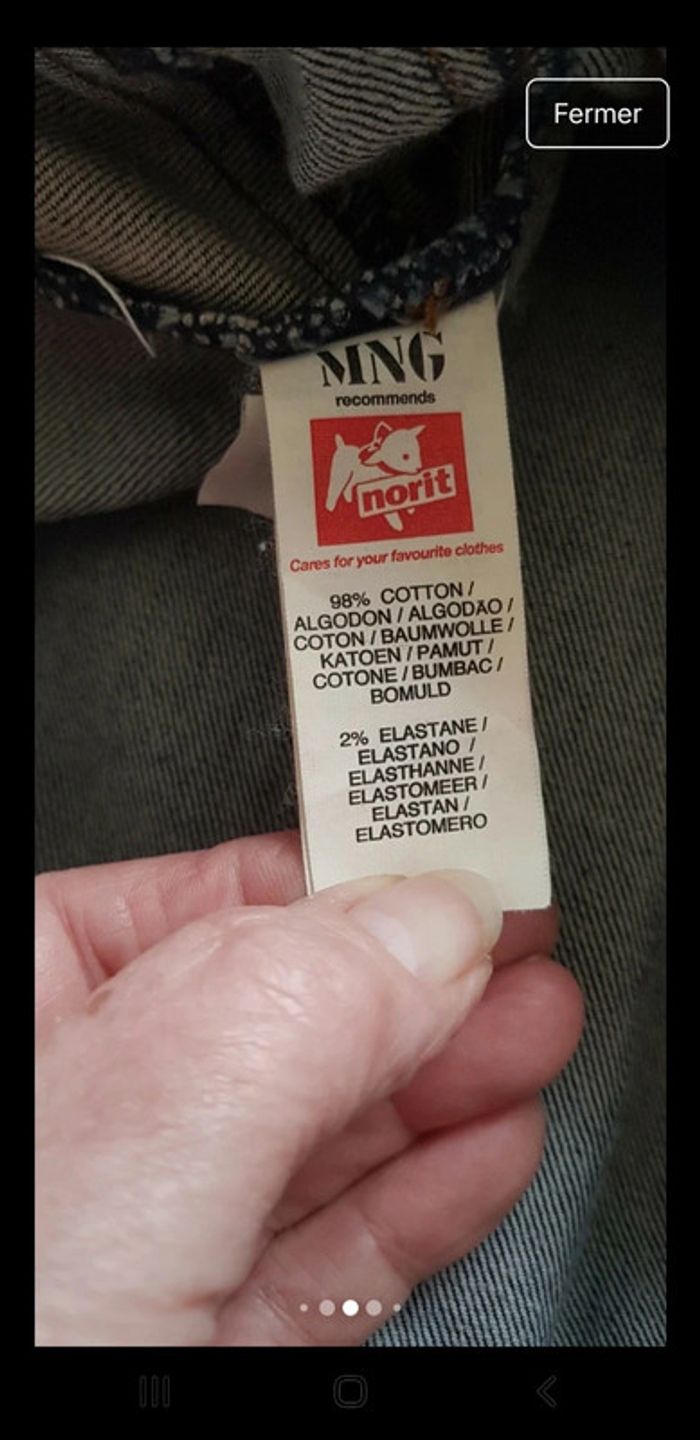 Fermer
MNG
recommends
norit
Cares for your favourite clothes
98% COTTON /
ALGODON / ALGODÃO /
COTON / BAUMWOLLE /
KATOEN / PAMUT /
COTONE / BUMBAC /
BOMULD
2% ELASTANE /
ELASTANO /
ELASTHANNE /
ELASTOMEER /
ELASTAN /
ELASTOMERO